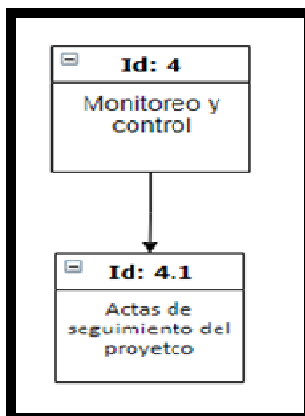 Id: 4
Monitoreo y
control
Id: 4.1
Actas de
seguimiento del
proyetco